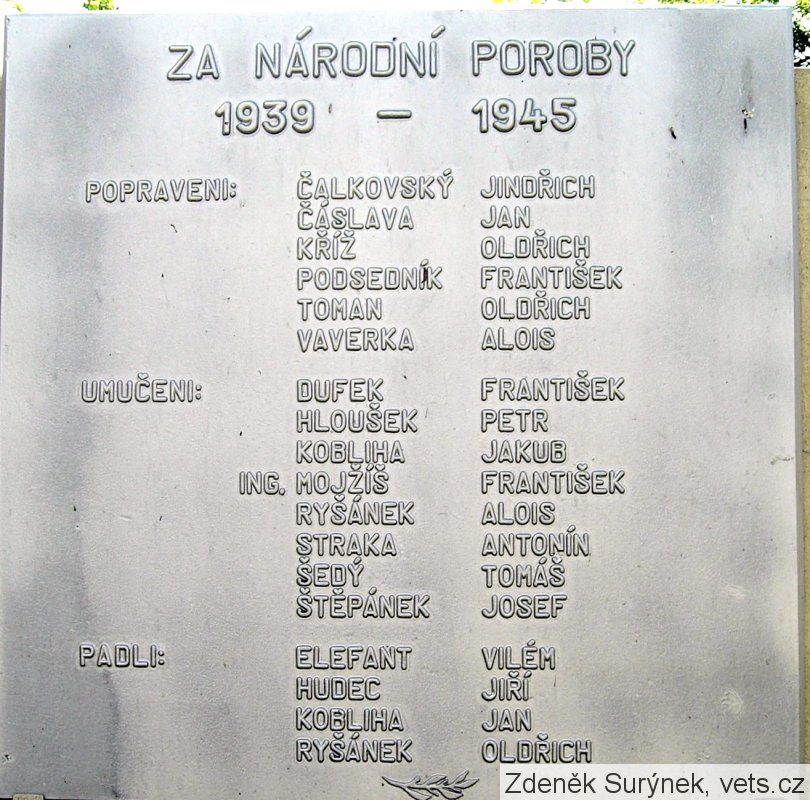 ZA NÁRODNÍ POROBY
1939 – 1945
POPRAVENI: ČALKOVSKÝ JINDŘICH
ČÁSLAVA JAN
KŘÍŽ OLDŘICH
PODSEDNÍK FRANTIŠEK
TOMAN OLDŘICH
VAVERKA ALOIS
UMUČENI: DUFEK FRANTIŠEK
HLOUŠEK PETR
KOBLIHA JAKUB
ING. MOJŽÍŠ FRANTIŠEK
RYŠÁNEK ALOIS
STRAKA ANTONÍN
ŠEDÝ TOMÁŠ
ŠTĚPÁNEK JOSEF
PADLI: ELEFANT VILÉM
HUDEC JIŘÍ
KOBLIHA JAN
RYŠÁNEK OLDŘICH
Zdeněk Surýnek, vets.cz